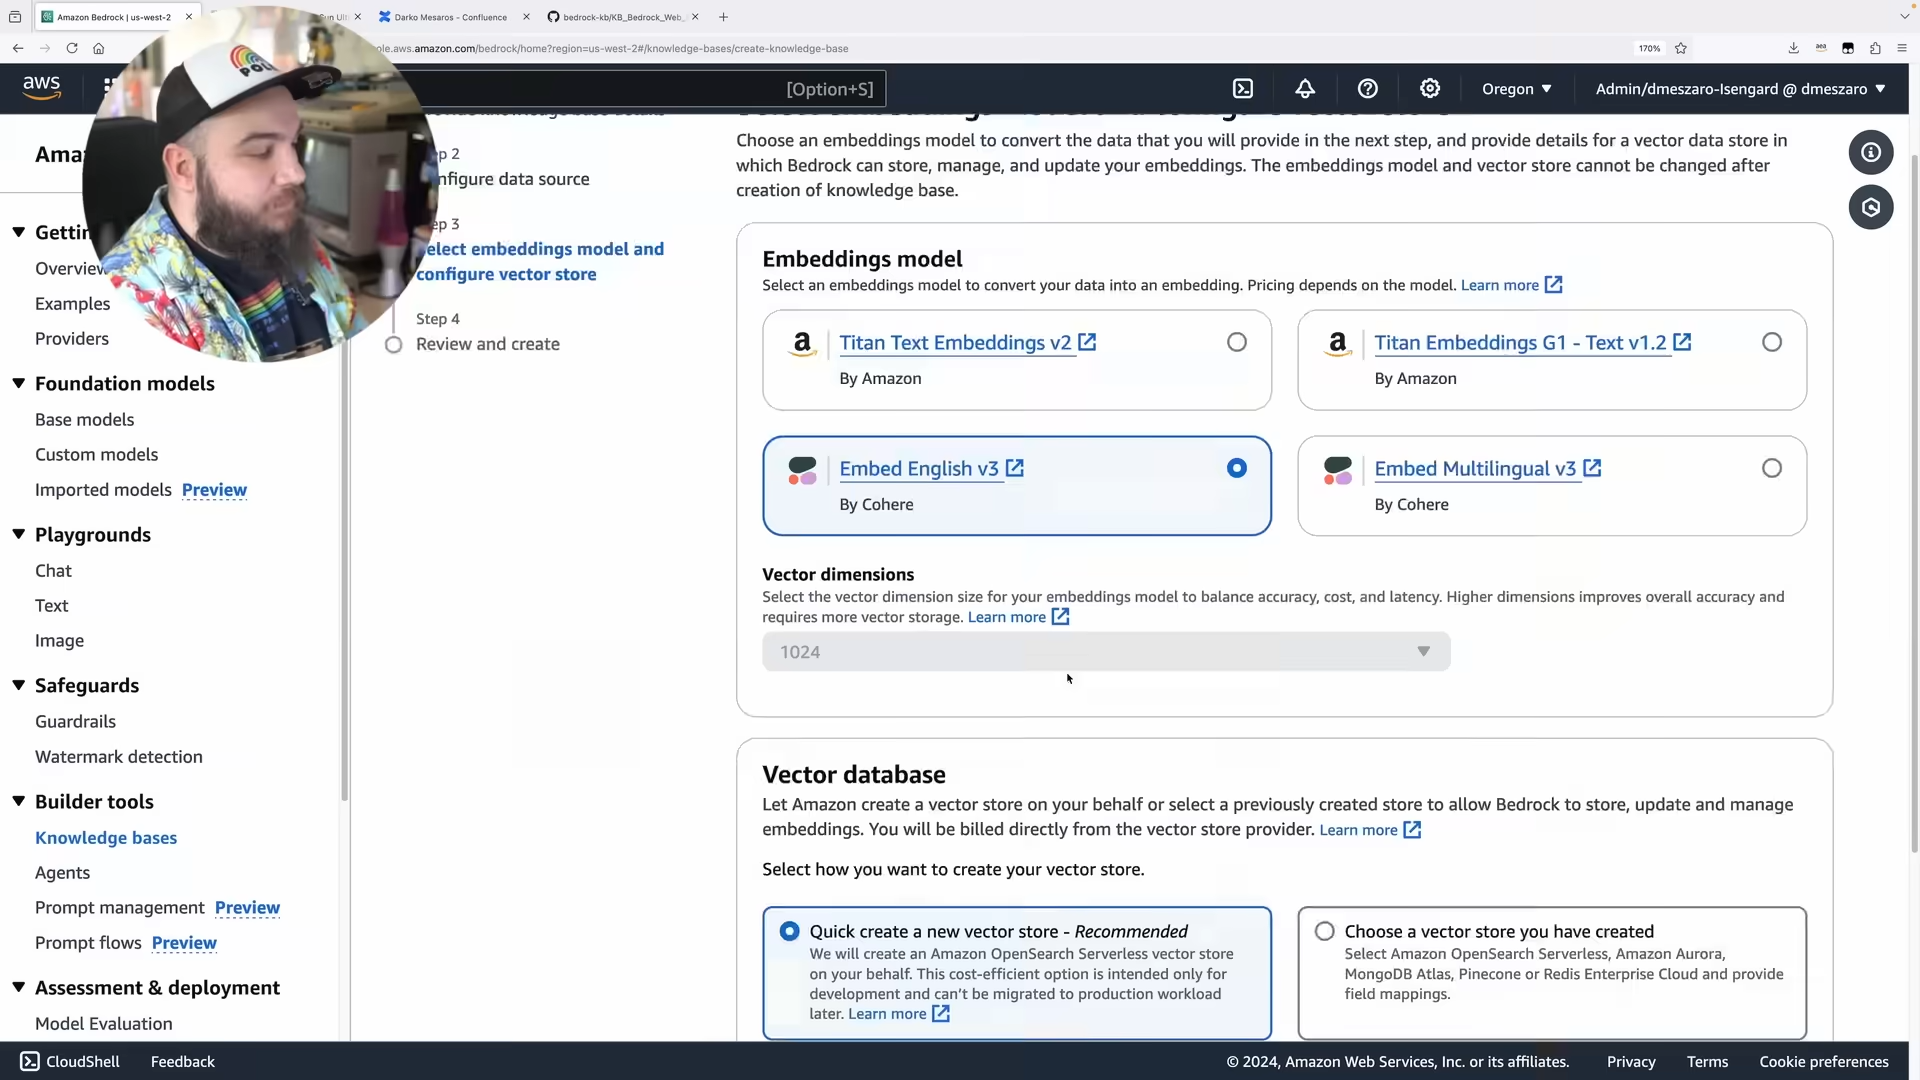 Amazon Bedrock | us-west-2
Darko Mesaros - Confluence
bedrock-kb/KB_Bedrock_Web_
amazon.com/bedrock/home?region=us-west-2#/knowledge-bases/create-knowledge-base
170%
aws
[Option+S]
Oregon
Admin/dmeszaro-Isengard @ dmeszaro
Overview
Examples
Providers
Foundation models
Base models
Custom models
Imported models Preview
Playgrounds
Chat
Text
Image
Safeguards
Guardrails
Watermark detection
Builder tools
Knowledge bases
Agents
Prompt management Preview
Prompt flows Preview
Assessment & deployment
Model Evaluation
ep 2
nfigure data source
ep 3
elect embeddings model and
configure vector store
Step 4
Review and create
Choose an embeddings model to convert the data that you will provide in the next step, and provide details for a vector data store in
which Bedrock can store, manage, and update your embeddings. The embeddings model and vector store cannot be changed after
creation of knowledge base.
Embeddings model
Select an embeddings model to convert your data into an embedding. Pricing depends on the model. Learn more
Titan Text Embeddings v2
By Amazon
Titan Embeddings G1 - Text v1.2
By Amazon
Embed English v3
By Cohere
Embed Multilingual v3
By Cohere
Vector dimensions
Select the vector dimension size for your embeddings model to balance accuracy, cost, and latency. Higher dimensions improves overall accuracy and
requires more vector storage. Learn more
1024
Vector database
Let Amazon create a vector store on your behalf or select a previously created store to allow Bedrock to store, update and manage
embeddings. You will be billed directly from the vector store provider. Learn more
Select how you want to create your vector store.
Quick create a new vector store - Recommended
We will create an Amazon OpenSearch Serverless vector store
on your behalf. This cost-efficient option is intended only for
development and can't be migrated to production workload
later. Learn more
Choose a vector store you have created
Select Amazon OpenSearch Serverless, Amazon Aurora,
MongoDB Atlas, Pinecone or Redis Enterprise Cloud and provide
field mappings.
CloudShell
Feedback
© 2024, Amazon Web Services, Inc. or its affiliates.
Privacy
Terms
Cookie preferences